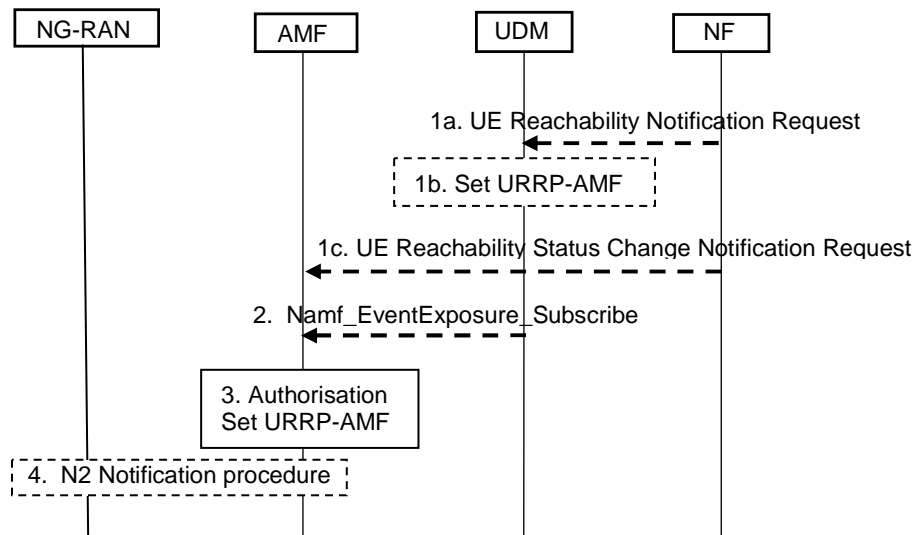 NG-RAN
AMF
UDM
NF
1a. UE Reachability Notification Request
1b. Set URRP-AMF
1c. UE Reachability Status Change Notification Request
2. Namf_EventExposure_Subscribe
3. Authorisation
Set URRP-AMF
4. N2 Notification procedure